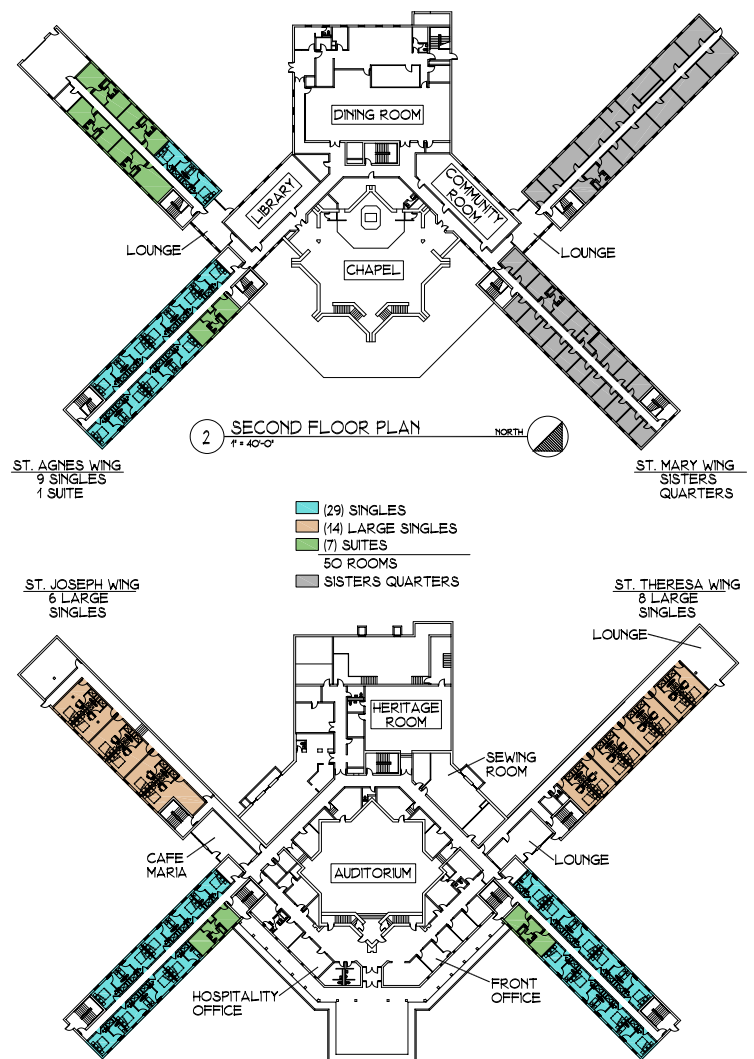 DINING ROOM
LIBRARY
COMMUNITY
ROOM
LOUNGE
LOUNGE
CHAPEL
2
SECOND FLOOR PLAN
1" = 40'-0"
NORTH
ST. AGNES WING
9 SINGLES
1 SUITE
ST. MARY WING
SISTERS
QUARTERS
(29) SINGLES
(14) LARGE SINGLES
(7) SUITES
50 ROOMS
SISTERS QUARTERS
ST. JOSEPH WING
6 LARGE
SINGLES
ST. THERESA WING
8 LARGE
SINGLES
LOUNGE
HERITAGE
ROOM
SEWING
ROOM
CAFE
MARIA
LOUNGE
AUDITORIUM
HOSPITALITY
OFFICE
FRONT
OFFICE